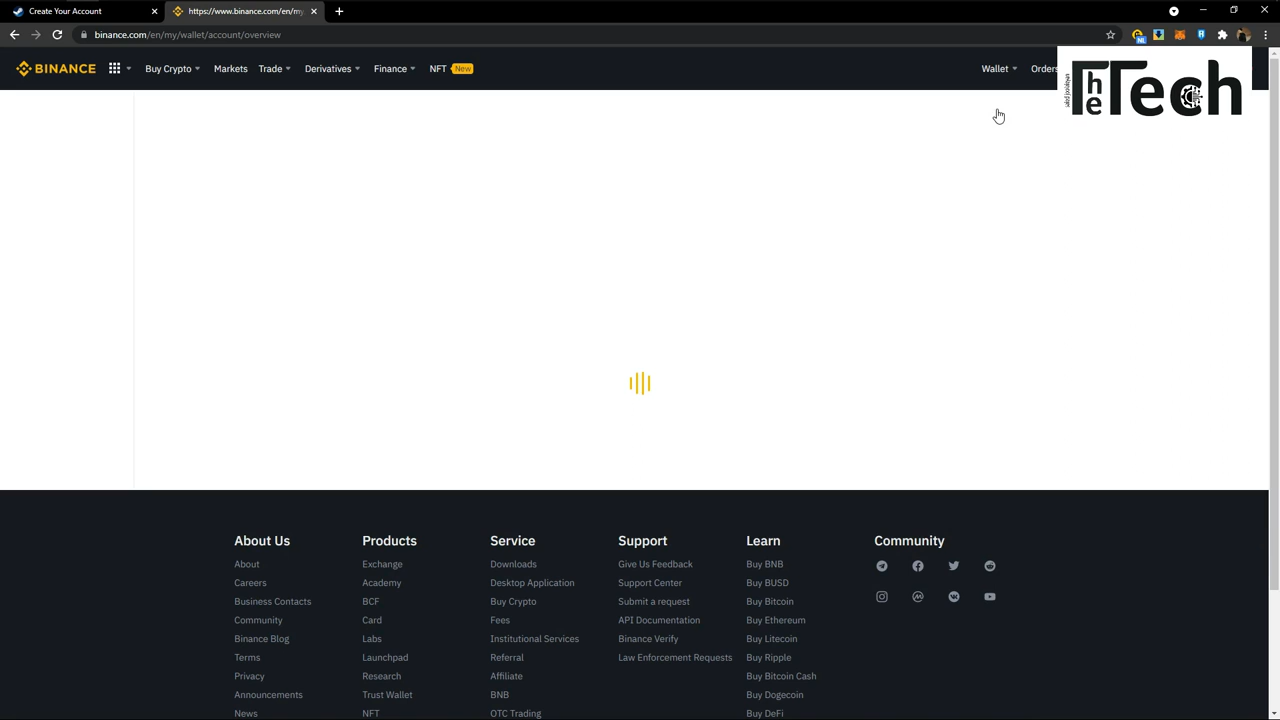 Create Your Account
https://www.binance.com/en/my
binance.com/en/my/wallet/account/overview
NL
BINANCE
Buy Crypto
Markets
Trade
Derivatives
Finance
NFT
New
Wallet
Orders
The Tech
About Us
About
Careers
Business Contacts
Community
Binance Blog
Terms
Privacy
Announcements
News
Products
Exchange
Academy
BCF
Card
Labs
Launchpad
Research
Trust Wallet
NFT
Service
Downloads
Desktop Application
Buy Crypto
Fees
Institutional Services
Referral
Affiliate
BNB
OTC Trading
Support
Give Us Feedback
Support Center
Submit a request
API Documentation
Binance Verify
Law Enforcement Requests
Learn
Buy BNB
Buy BUSD
Buy Bitcoin
Buy Ethereum
Buy Litecoin
Buy Ripple
Buy Bitcoin Cash
Buy Dogecoin
Buy DeFi
Community